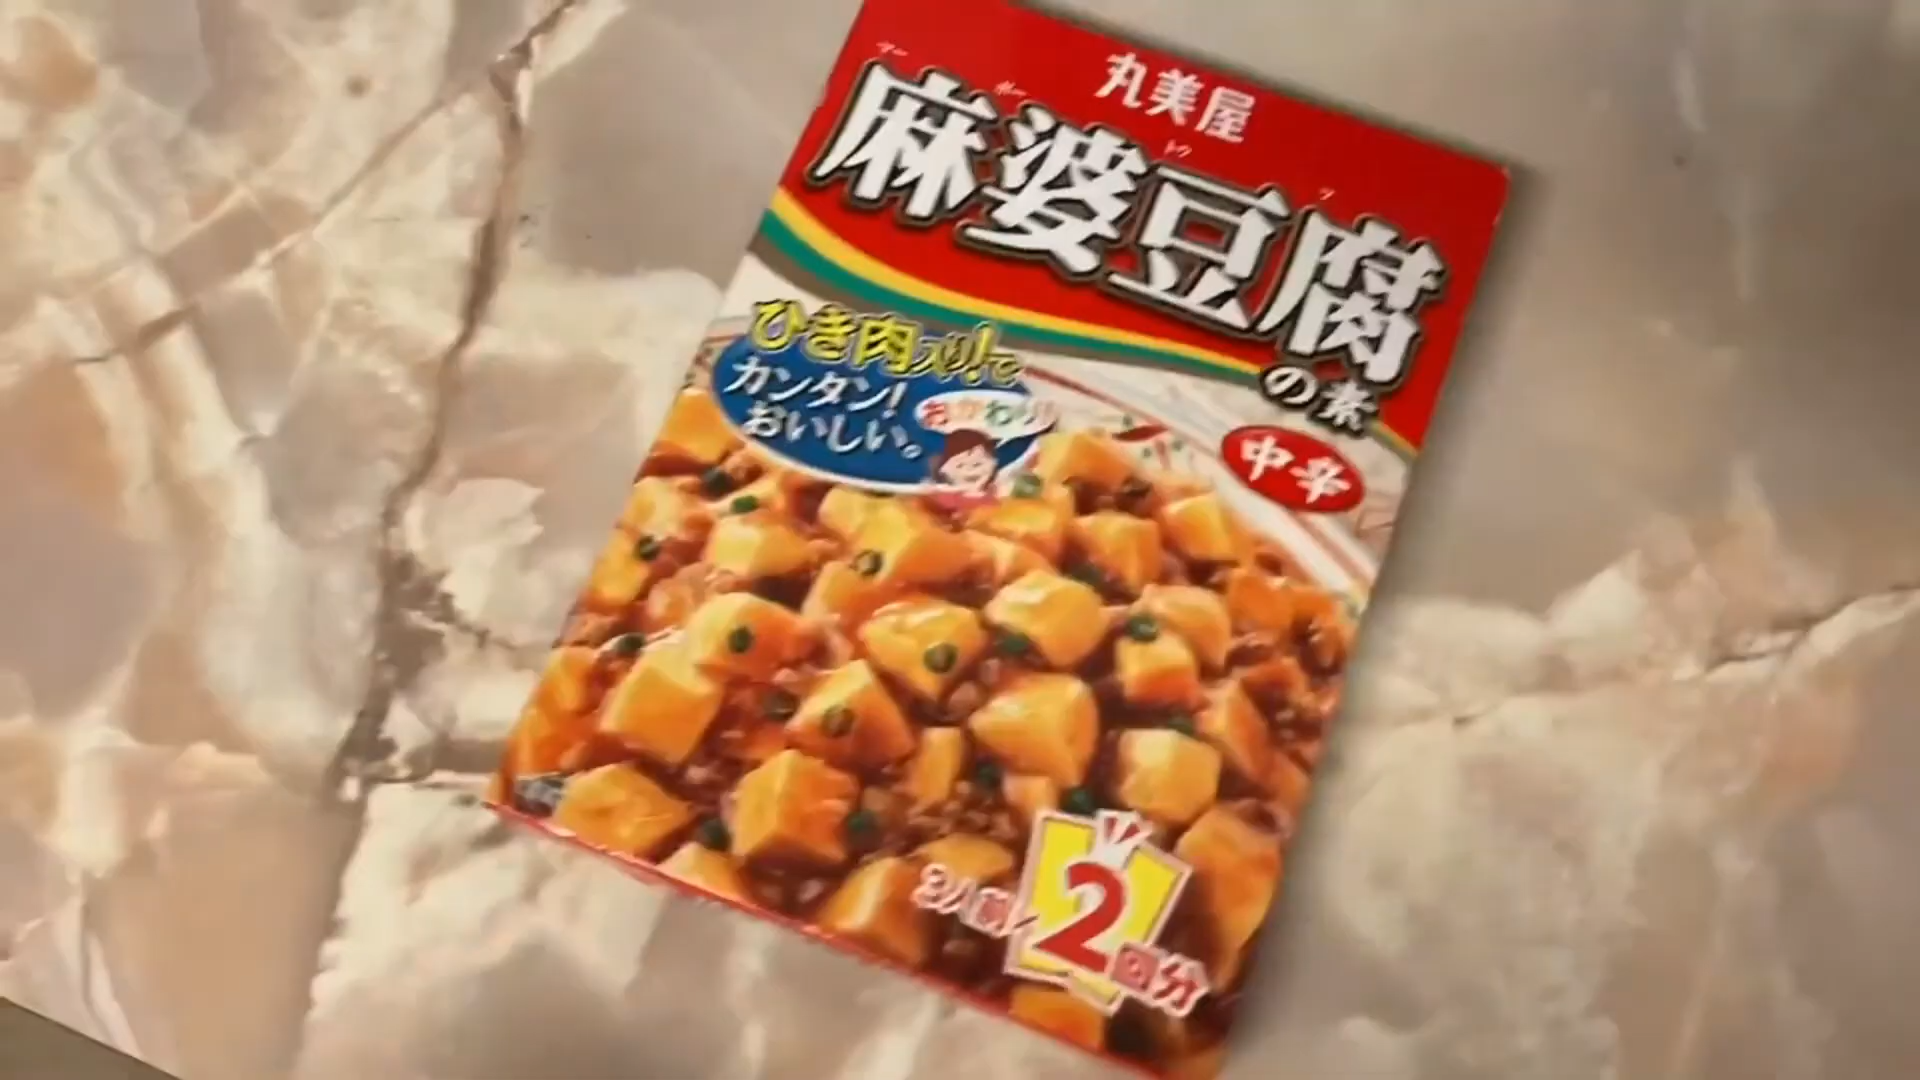 丸美屋
マー ボー トウ フ
麻婆豆腐
の素
中辛
ひき肉入り!で
カンタン!
おいしい。
おかわり!
3人前
2回分